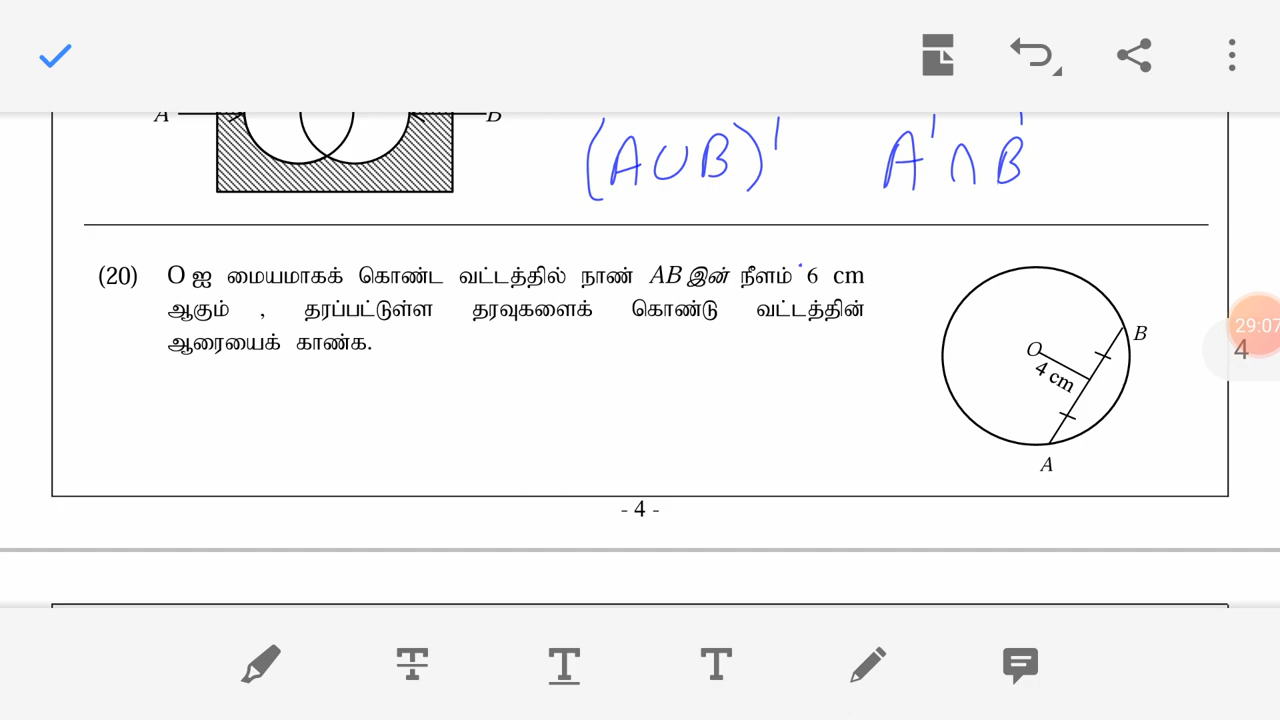 A B
(A∪B)' A'∩B'
(20) O ஐ மையமாகக் கொண்ட வட்டத்தில் நாண் AB இன் நீளம் 6 cm
ஆகும் , தரப்பட்டுள்ள தரவுகளைக் கொண்டு வட்டத்தின்
ஆரையைக் காண்க.
O
4 cm
B
A
29:07
4
- 4 -
T T T